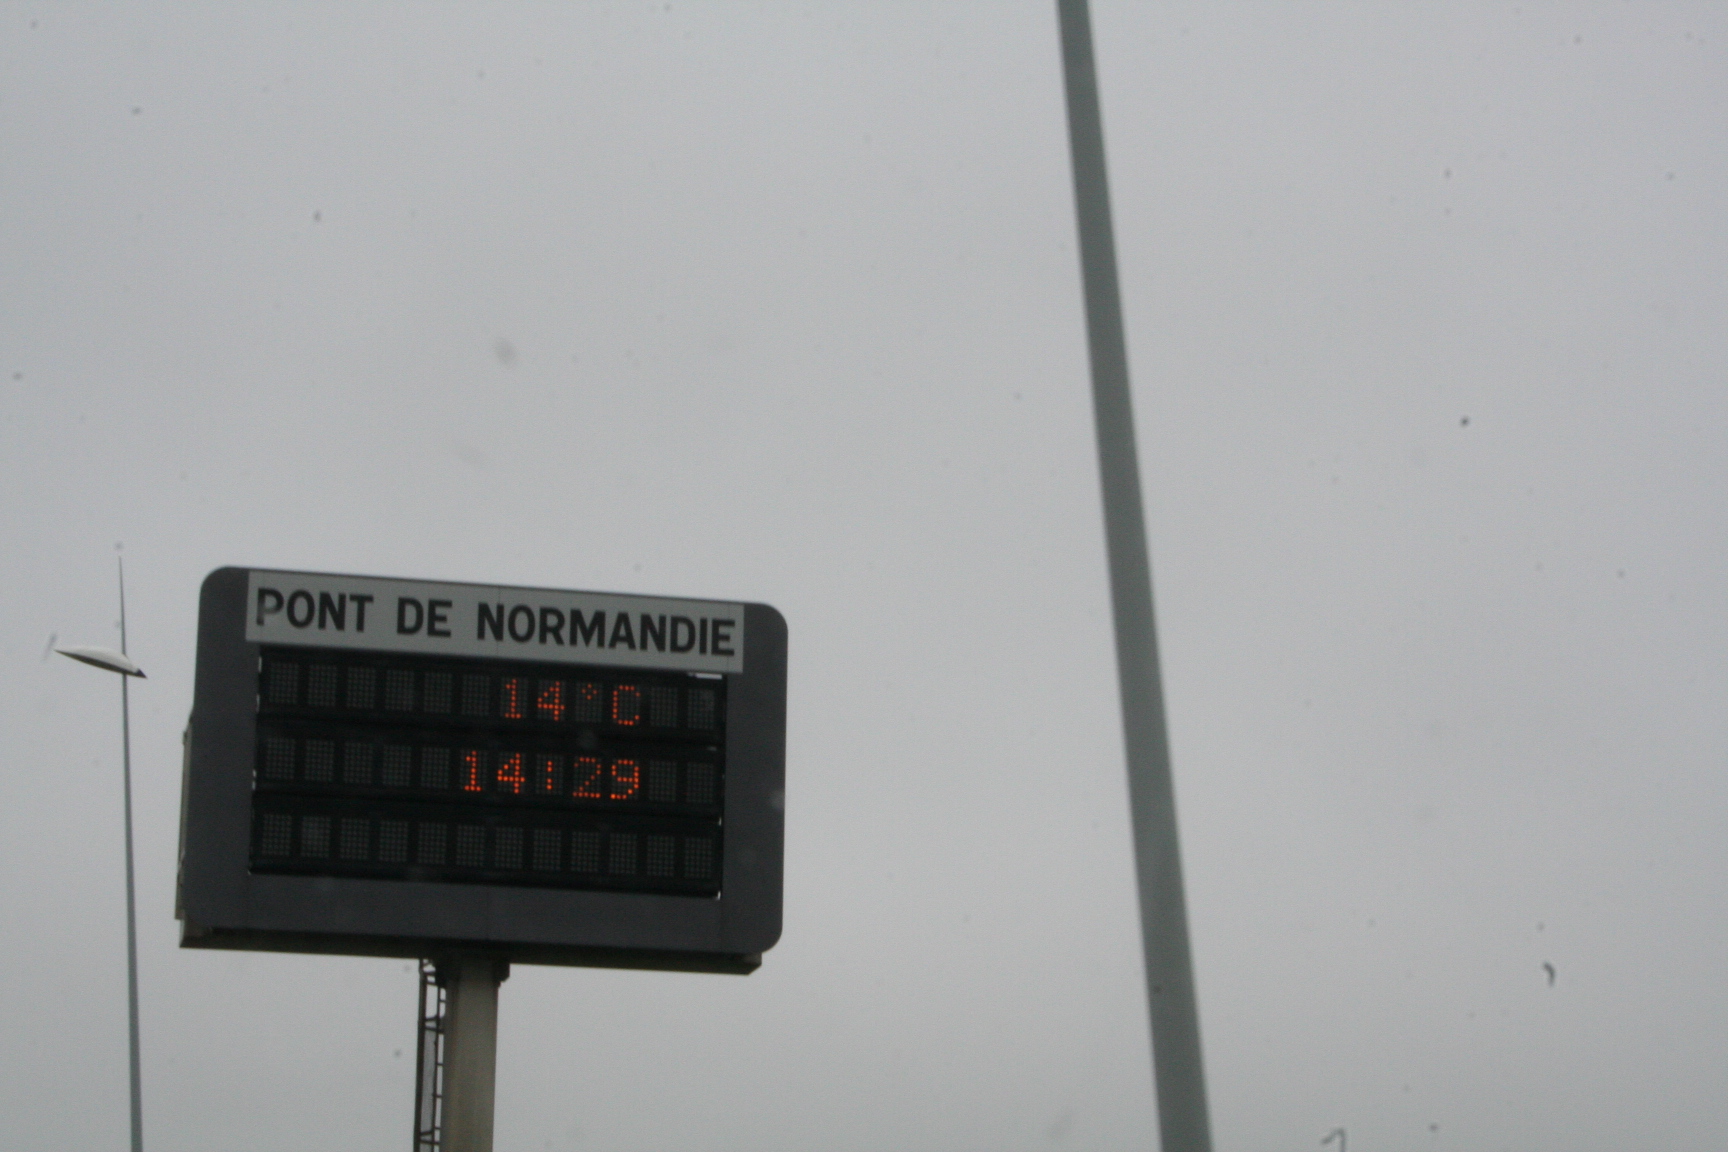 PONT DE NORMANDIE
14°C
14:29